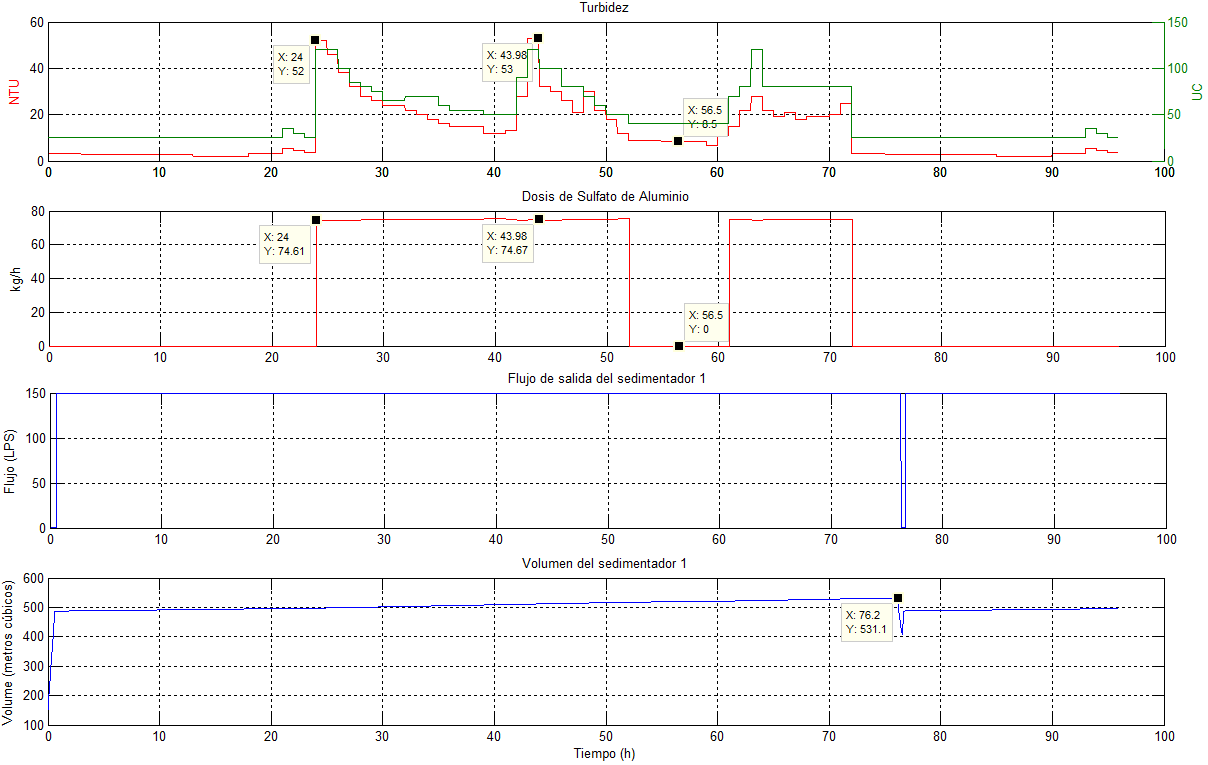 Turbidez
60
40
20
0
NTU
150
100
50
0
UC
X: 24
Y: 52
X: 43.98
Y: 53
X: 56.5
Y: 8.5
0 10 20 30 40 50 60 70 80 90 100
Dosis de Sulfato de Aluminio
80
60
40
20
0
kg/h
X: 24
Y: 74.61
X: 43.98
Y: 74.67
X: 56.5
Y: 0
0 10 20 30 40 50 60 70 80 90 100
Flujo de salida del sedimentador 1
150
100
50
0
Flujo (LPS)
0 10 20 30 40 50 60 70 80 90 100
Volumen del sedimentador 1
600
500
400
300
200
100
Volume (metros cúbicos)
X: 76.2
Y: 531.1
0 10 20 30 40 50 60 70 80 90 100
Tiempo (h)